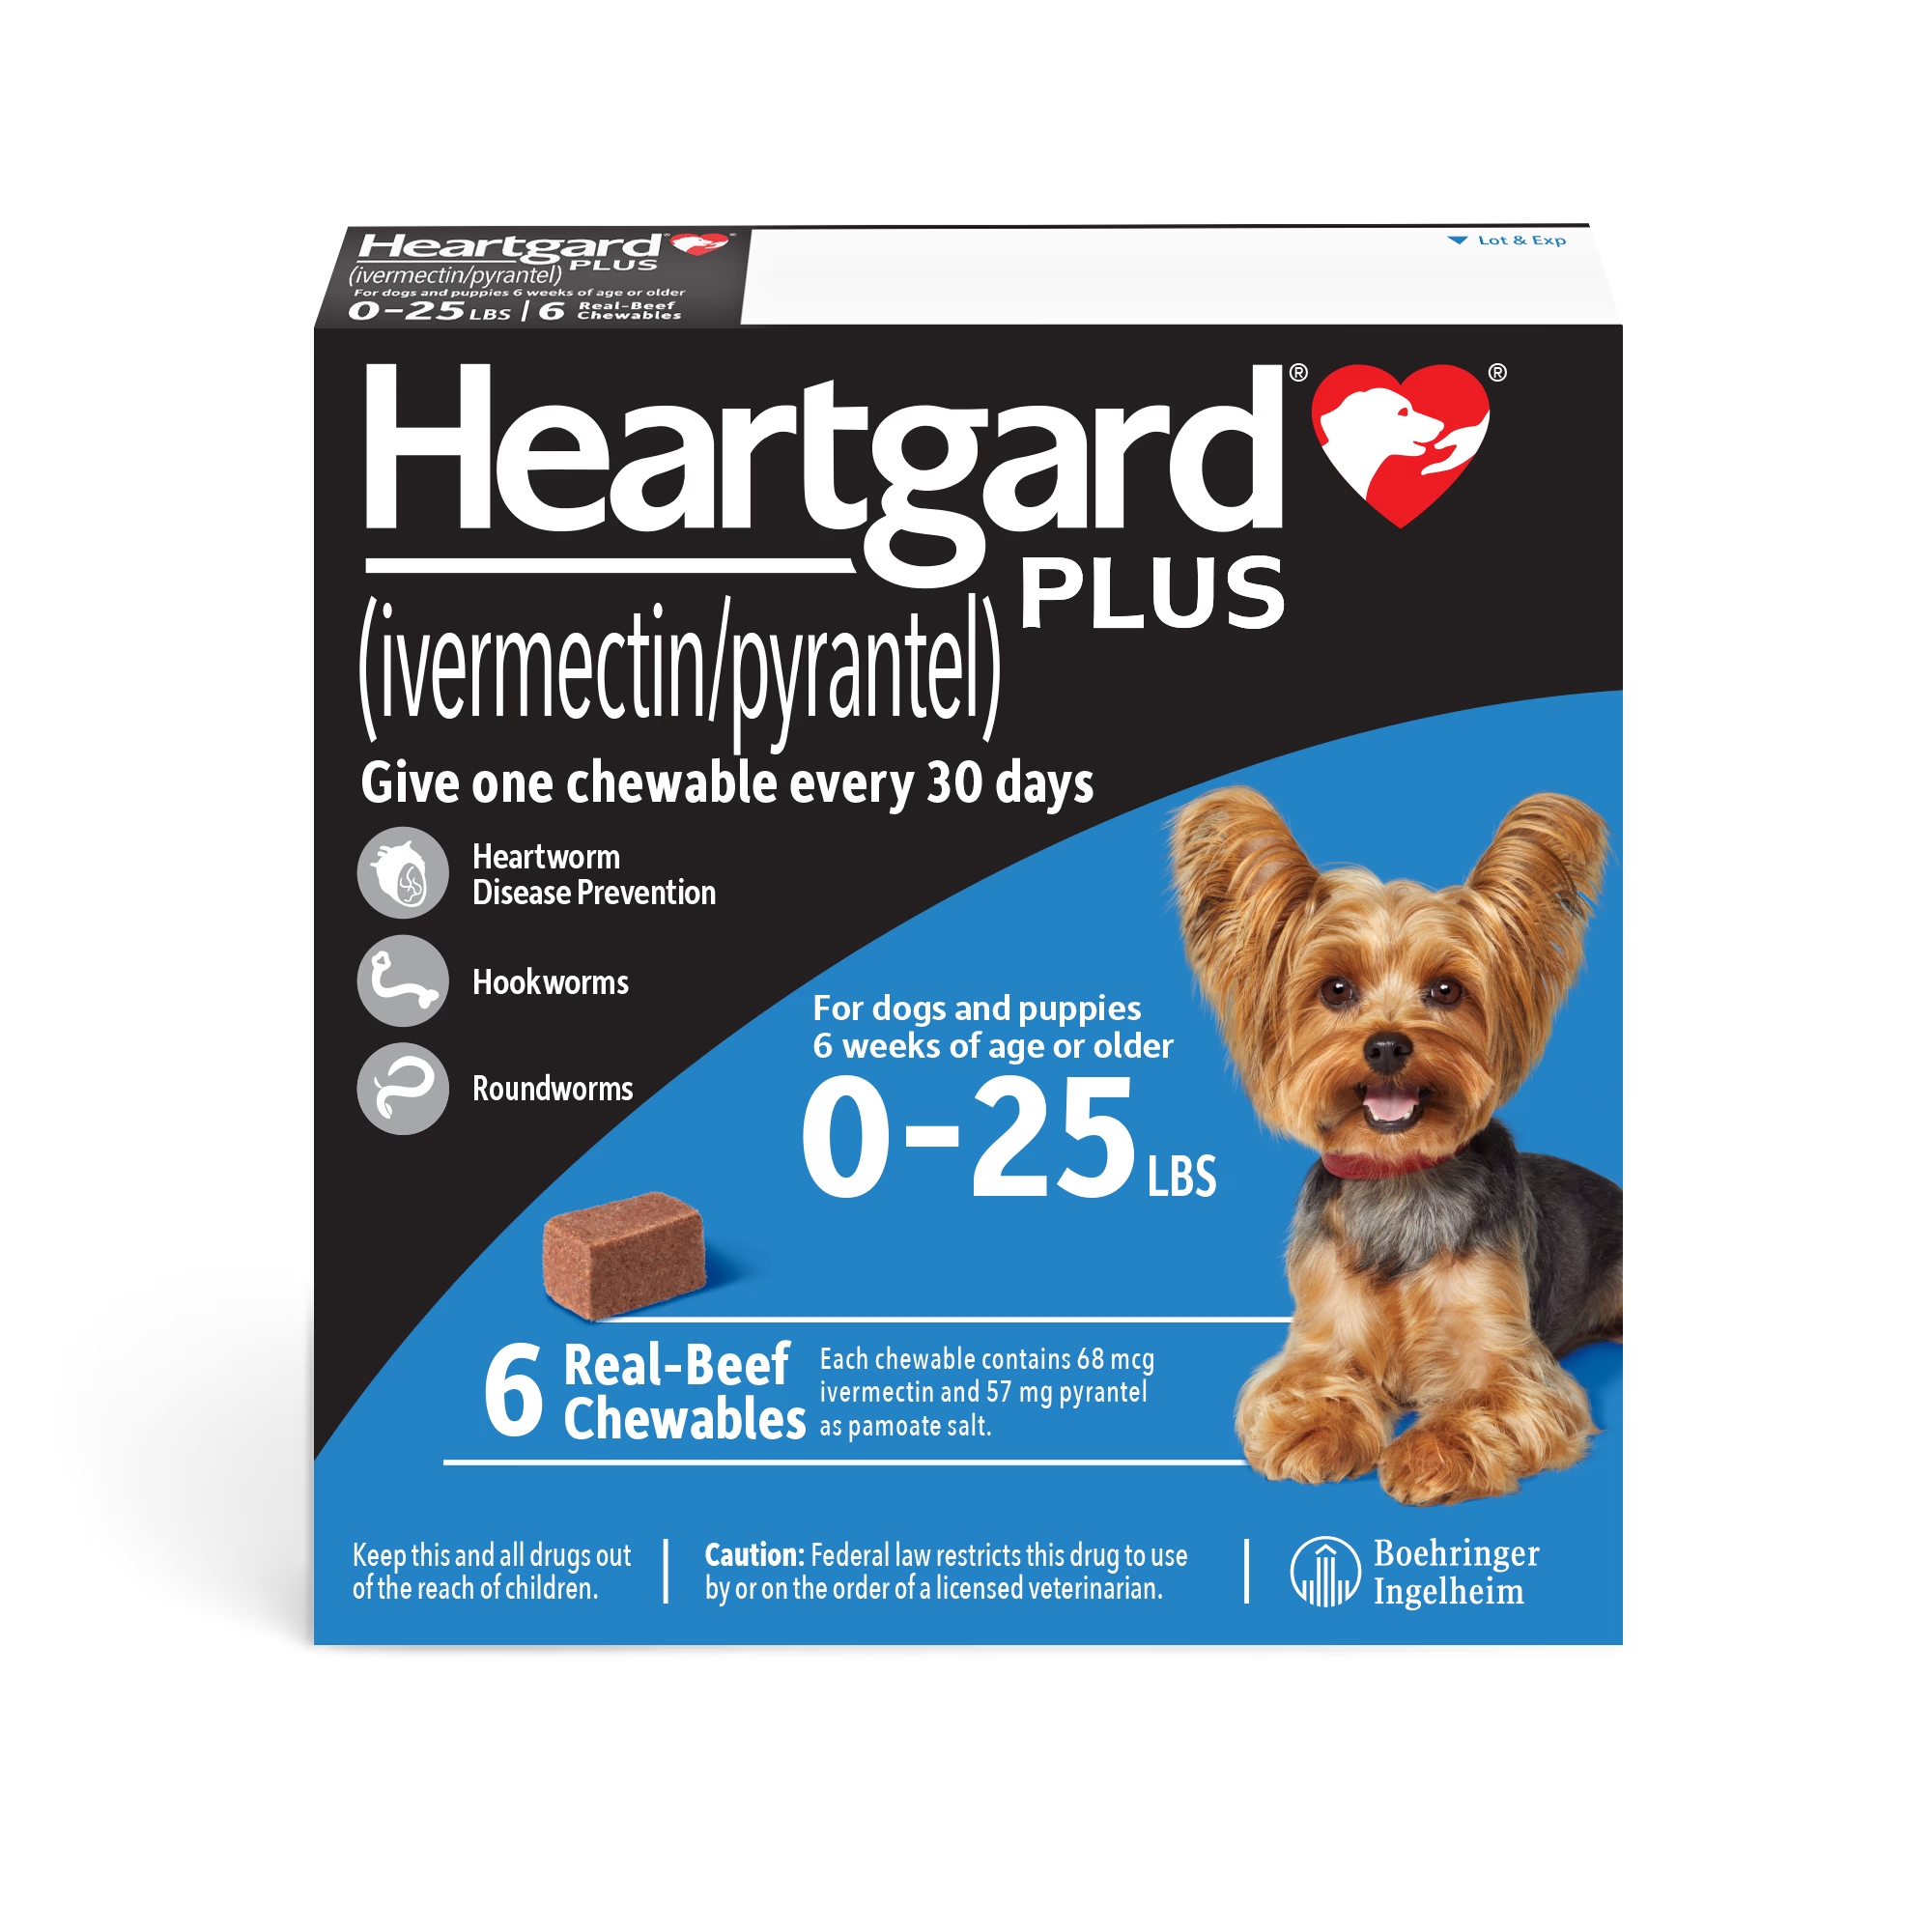 Heartgard®
PLUS
(ivermectin/pyrantel)
For dogs and puppies 6 weeks of age or older
0-25 LBS | 6 Real-Beef
Chewables
Lot & Exp
Heartgard® ®
PLUS
(ivermectin/pyrantel)
Give one chewable every 30 days
Heartworm
Disease Prevention
Hookworms
Roundworms
For dogs and puppies
6 weeks of age or older
0-25 LBS
6 Real-Beef
Chewables
Each chewable contains 68 mcg
ivermectin and 57 mg pyrantel
as pamoate salt.
Keep this and all drugs out
of the reach of children.
Caution: Federal law restricts this drug to use
by or on the order of a licensed veterinarian.
Boehringer
Ingelheim